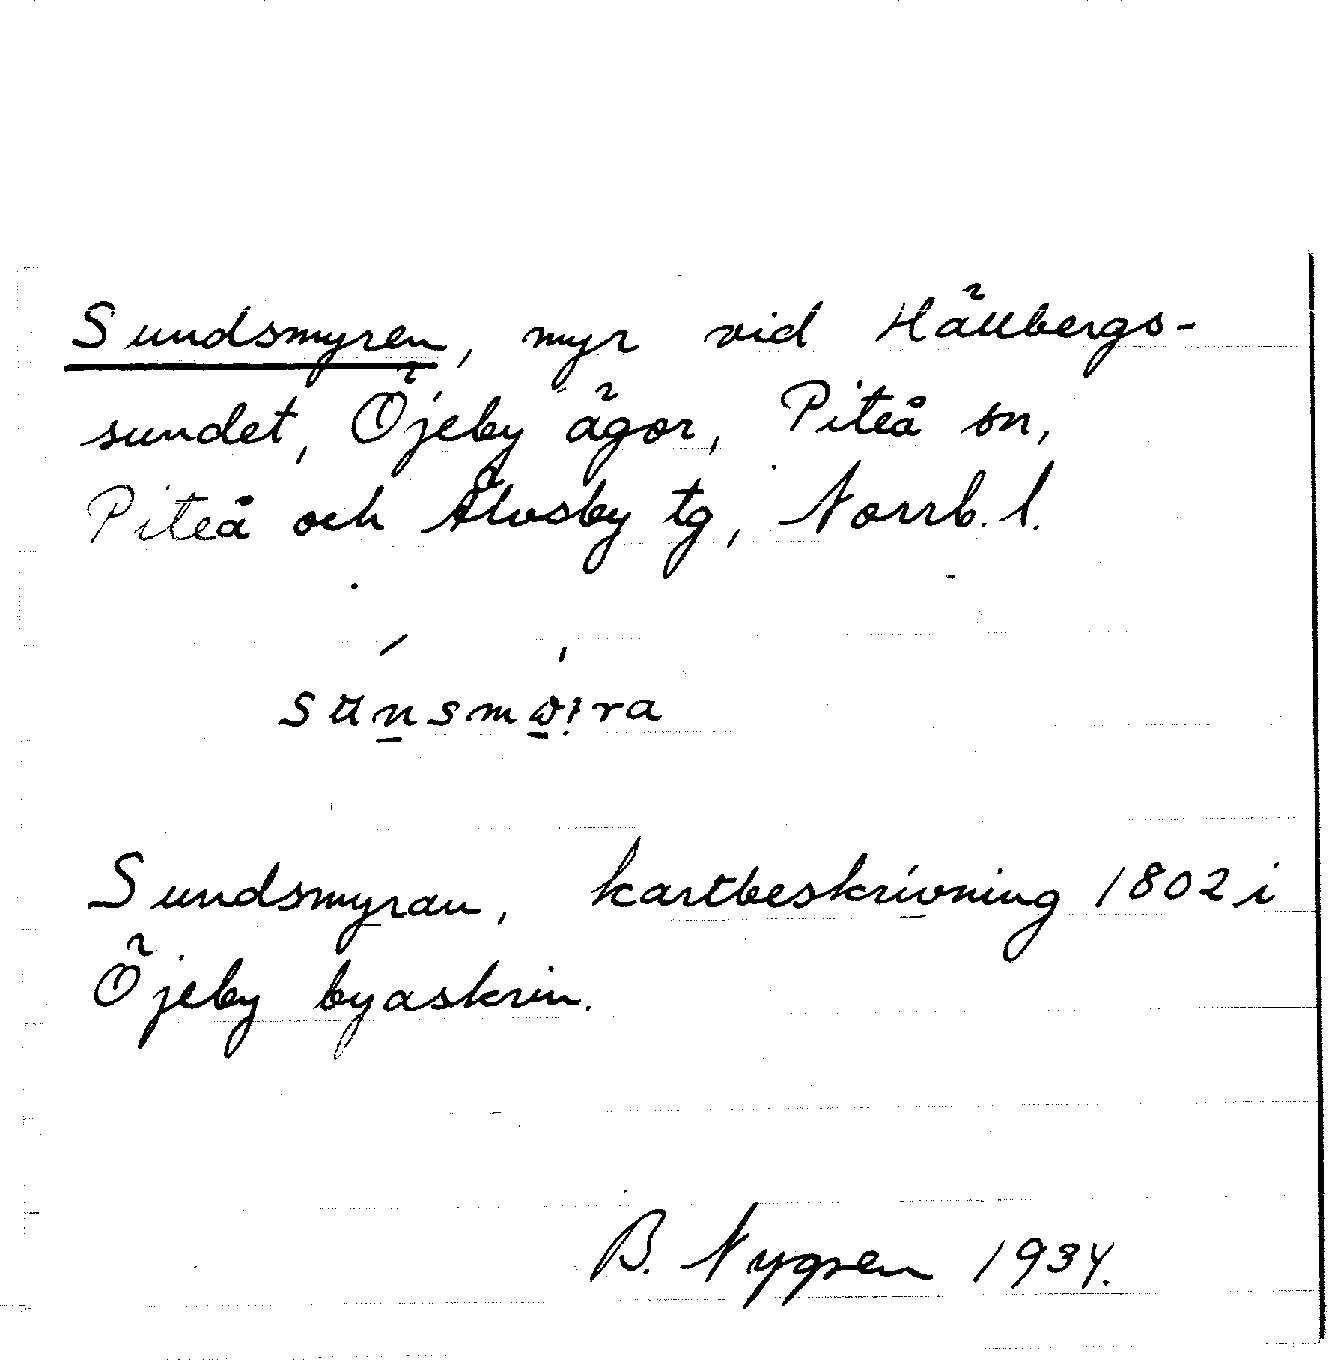 Sundsmyren, myr vid Hällbergs-
sundet, Öjeby ägor, Piteå sn,
Piteå och Älvsby tg, Norrb. l.
Sundsmyran, kartbeskrivning 1802 i
Öjeby byaskrin.
B. Nygren 1934.